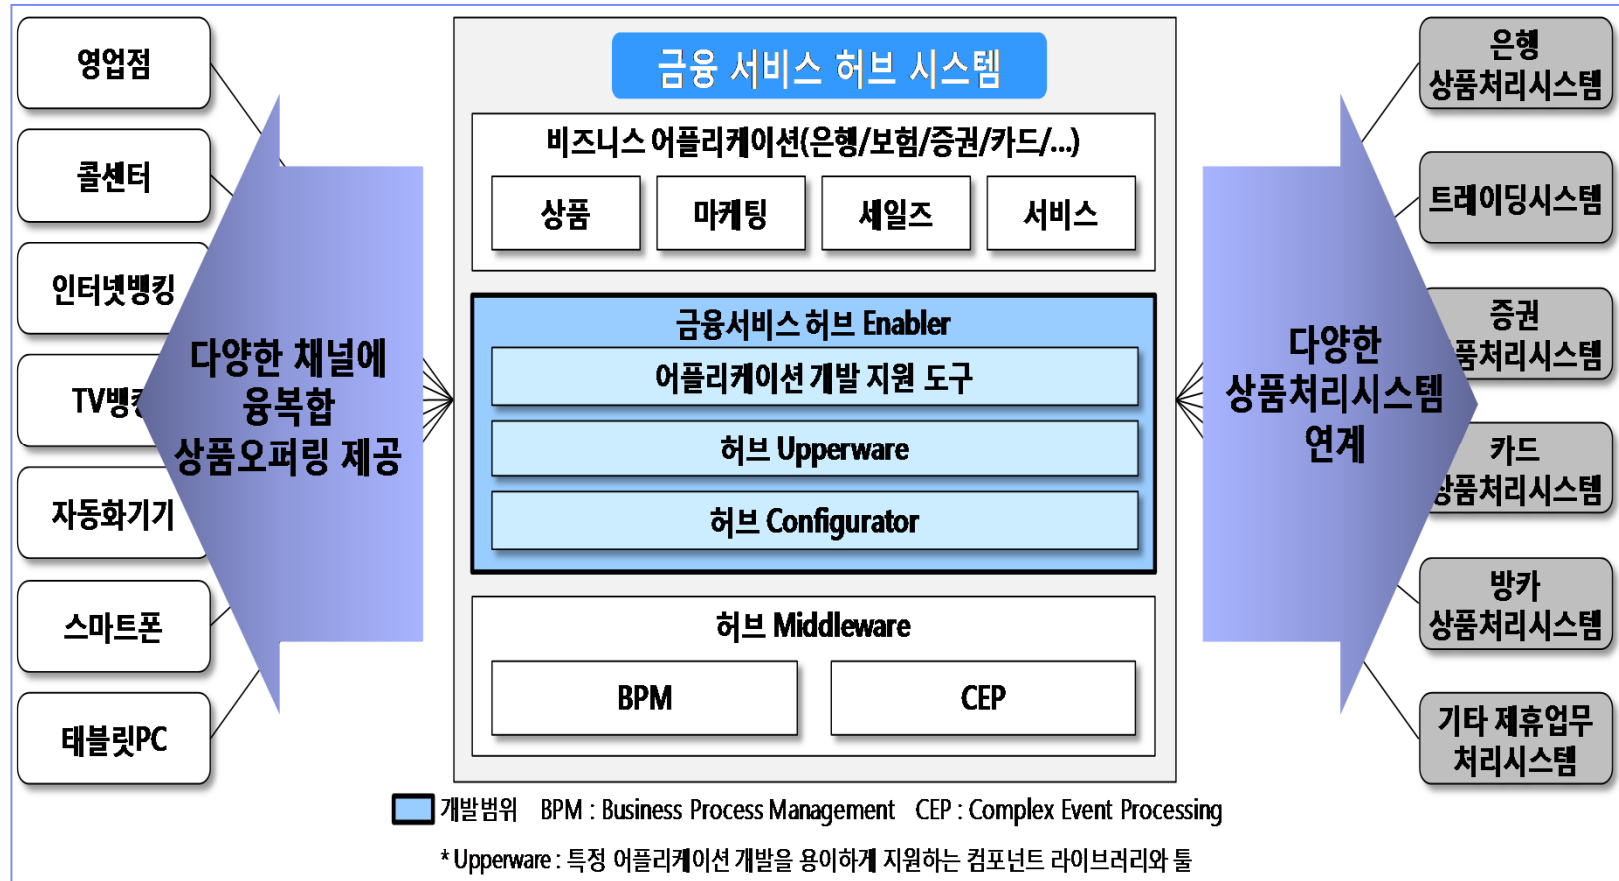 영업점
콜센터
인터넷뱅킹
TV뱅킹
자동화기기
스마트폰
태블릿PC
다양한 채널에
융복합
상품오퍼링 제공
금융 서비스 허브 시스템
비즈니스 어플리케이션(은행/보험/증권/카드/...)
상품
마케팅
세일즈
서비스
금융서비스 허브 Enabler
어플리케이션 개발 지원 도구
허브 Upperware
허브 Configurator
허브 Middleware
BPM
CEP
다양한
상품처리시스템
연계
은행
상품처리시스템
트레이딩시스템
증권
상품처리시스템
카드
상품처리시스템
방카
상품처리시스템
기타 제휴업무
처리시스템
개발범위 BPM : Business Process Management CEP : Complex Event Processing
* Upperware : 특정 어플리케이션 개발을 용이하게 지원하는 컴포넌트 라이브러리와 툴